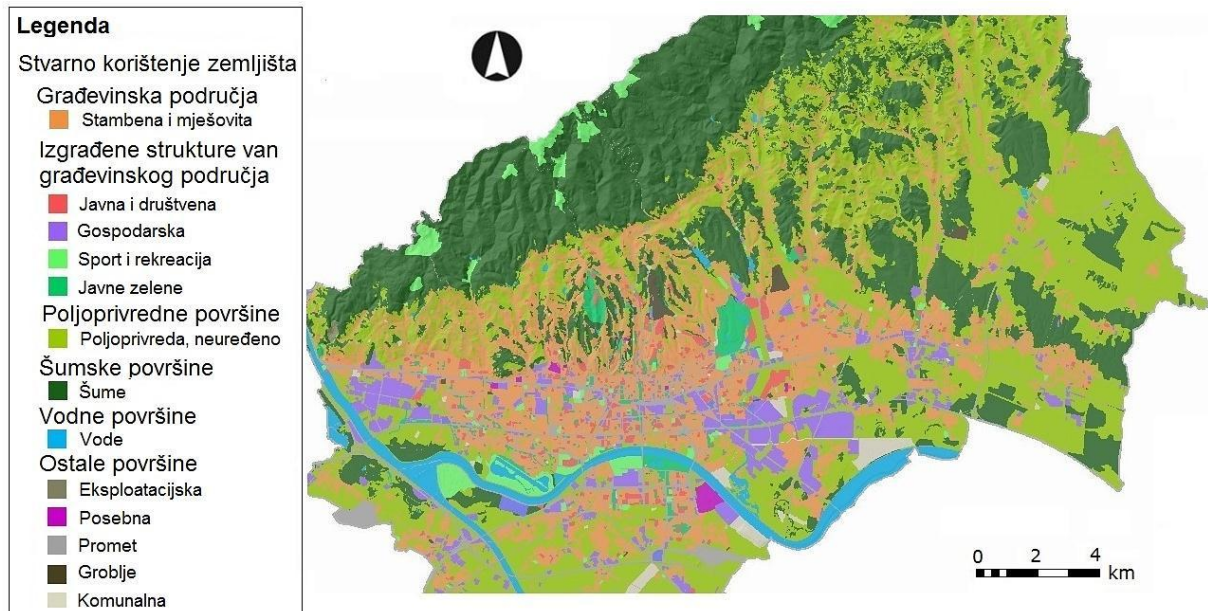 Legenda
Stvarno korištenje zemljišta
Građevinska područja
Stambena i mješovita
Izgrađene strukture van
građevinskog područja
Javna i društvena
Gospodarska
Sport i rekreacija
Javne zelene
Poljoprivredne površine
Poljoprivreda, neuređeno
Šumske površine
Šume
Vodne površine
Vode
Ostale površine
Eksploatacijska
Posebna
Promet
Groblje
Komunalna
0 2 4
km